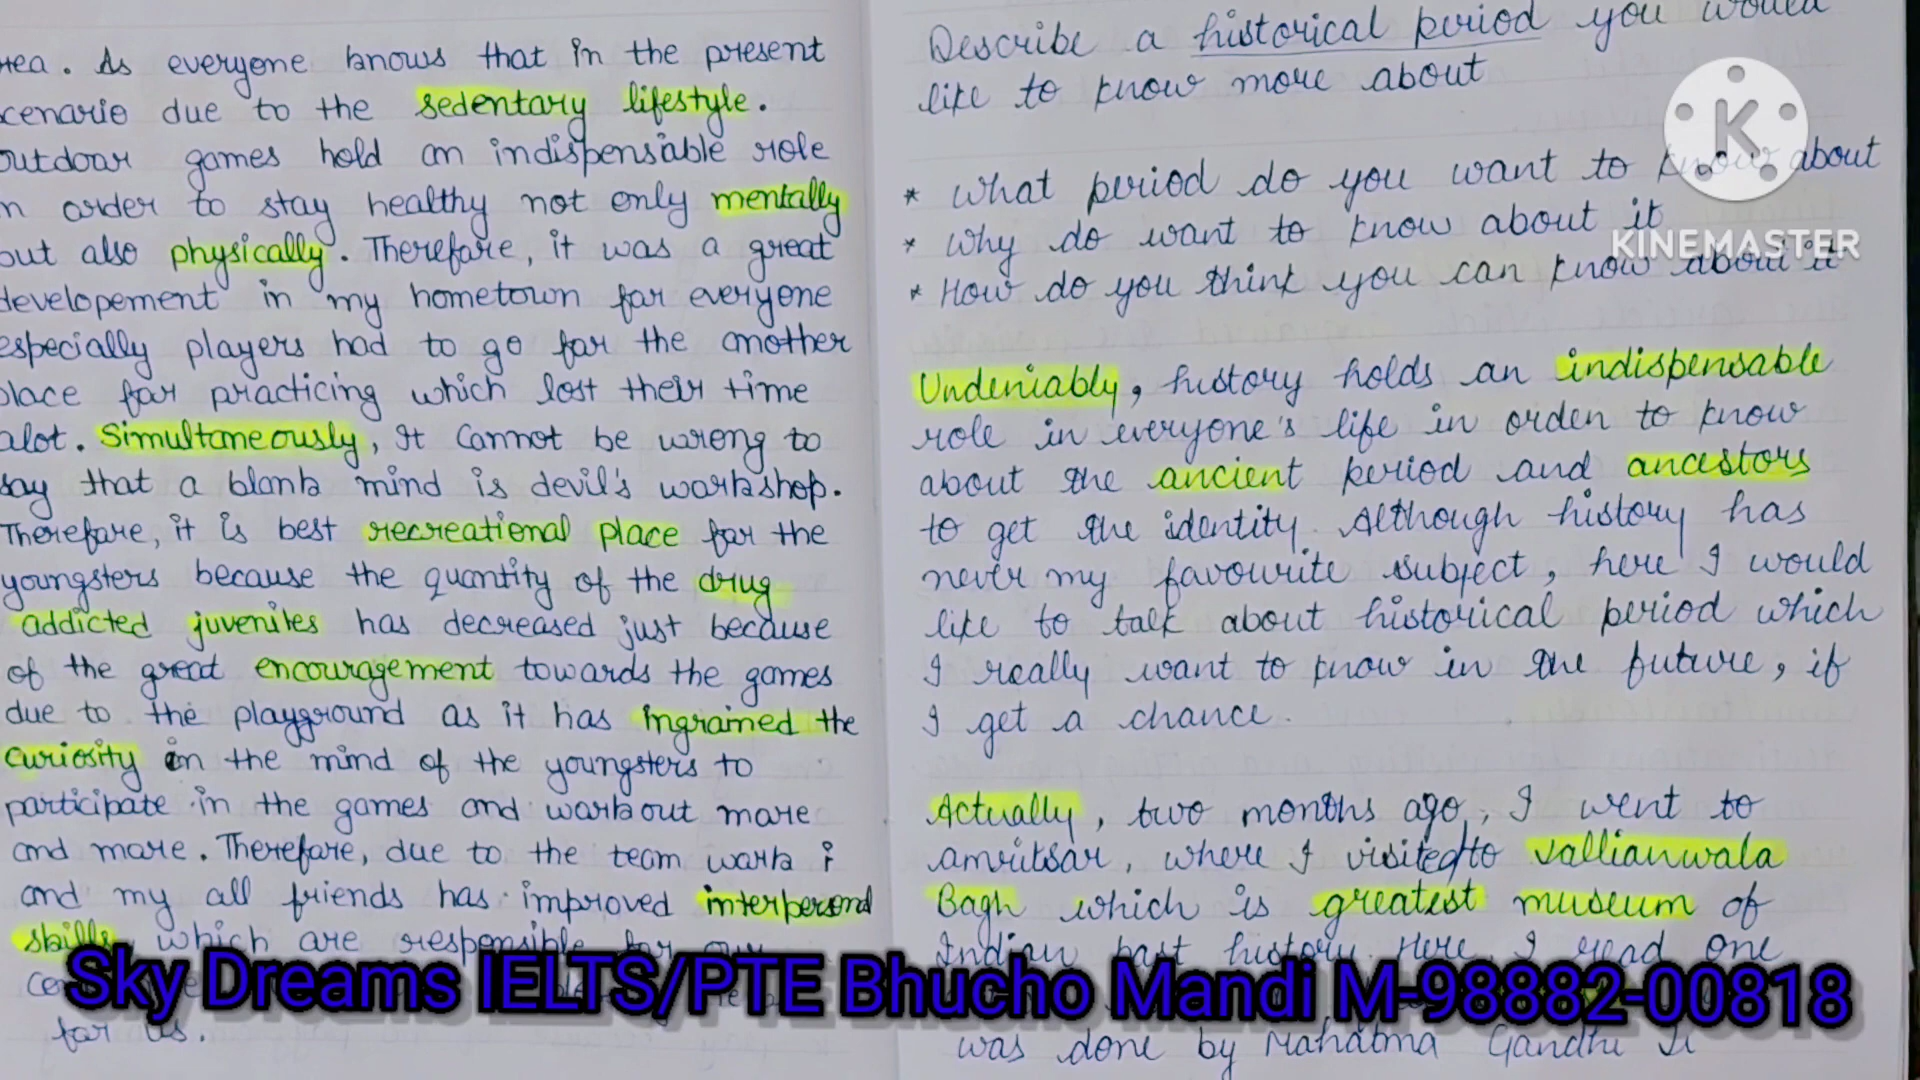 rea. As everyone knows that in the present
cenario due to the sedentary lifestyle.
outdoor games hold an indispensable role
n order to stay healthy not only mentally
but also physically. Therefore, it was a great
developement in my hometown for everyone
especially players had to go for the another
place for practicing which lost their time
alot. Simultaneously, It cannot be wrong to
say that a blank mind is devil's workshop.
Therefore, it is best recreational place for the
youngsters because the quantity of the drug
addicted juveniles has decreased just because
of the great encouragement towards the games
due to the playground as it has ingrained the
curiosity in the mind of the youngsters to
participate in the games and workout more
and more. Therefore, due to the team work i
and my all friends has improved interpersonal
skills, which are responsible for our
for us.
Describe a historical period you would
like to know more about
* What period do you want to know about
* Why do want to know about it
* How do you think you can know about it
Undeniably, history holds an indispensable
role in everyone's life in orden to know
about the ancient period and ancestors
to get the identity. Although history has
never my favourite subject, here I would
like to talk about historical period which
I really want to know in the future, if
I get a chance.
Actually, two months ago, I went to
amritsar, where I visited to Jallianwala
Bagh which is greatest museum of
Indian past history. Here, I read one
was done by Mahatma Gandhi Ji
KINEMASTER
Sky Dreams IELTS/PTE Bhucho Mandi M-98882-00818